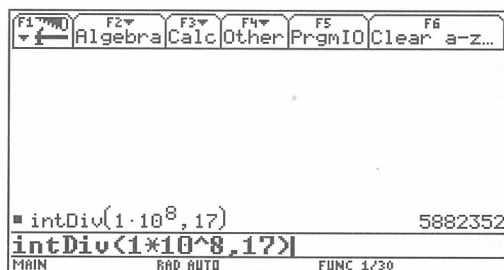 F1 F2 F3 F4 F5 F6
Algebra Calc Other PrgmIO Clear a-z…
▪ intDiv(1·10⁸,17) 5882352
intDiv(1*10^8,17)
MAIN RAD AUTO FUNC 1/30